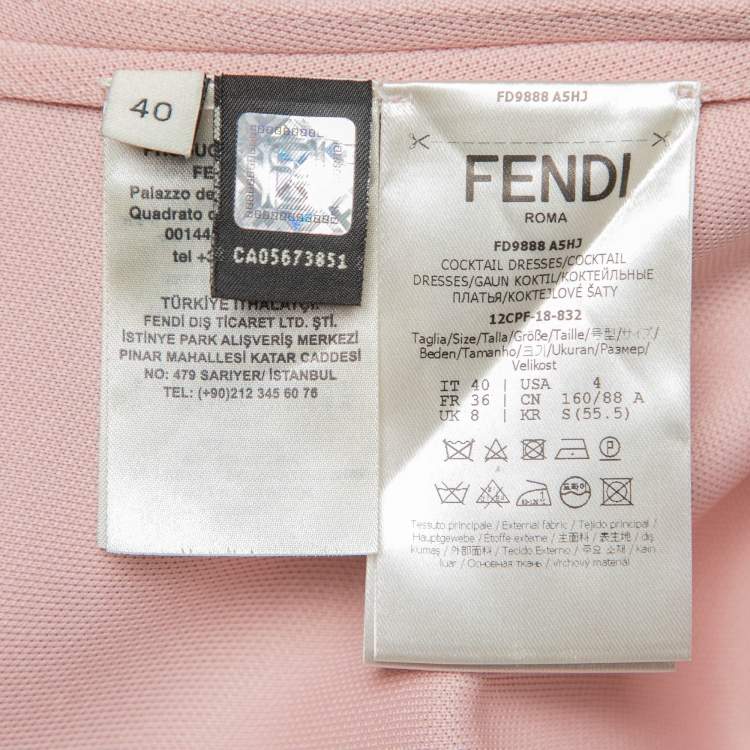 40
CA05673851
Palazzo de
Quadrato
00144
tel +3
TÜRKİYE İTHALATÇI:
FENDI DIŞ TİCARET LTD. ŞTİ.
İSTİNYE PARK ALIŞVERİŞ MERKEZİ
PINAR MAHALLESİ KATAR CADDESİ
NO: 479 SARIYER/ İSTANBUL
TEL: (+90)212 345 60 76
FD9888 A5HJ
FENDI
ROMA
FD9888 A5HJ
COCKTAIL DRESSES/COCKTAIL
DRESSES/GAUN KOKTIL/КОКТЕЙЛЬНЫЕ
ПЛАТЬЯ/KOKTEJLOVÉ ŠATY
12CPF-18-832
Taglia/Size/Talla/Größe/Taille/号型/サイズ/
Beden/Tamanho/크기/Ukuran/Размер/
Velikost
IT 40 USA 4
FR 36 CN 160/88 A
UK 8 KR S(55.5)
Tessuto principale / External fabric / Tejido principal /
Hauptgewebe / Étoffe-externe / 主面料 / 表生地 / dış
kumaş / 外部面料 / Tecido Externo / 주요 소재 / kain
luar / Основная ткань / Vrchový materiál